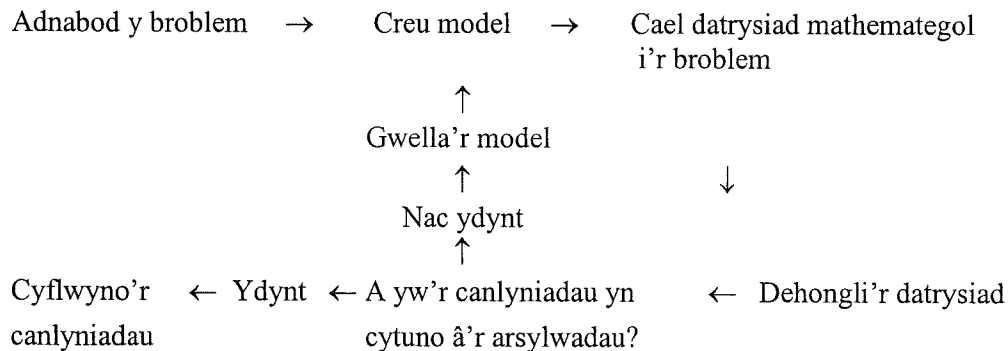 Adnabod y broblem → Creu model → Cael datrysiad mathemategol
i’r broblem
↑
Gwella’r model
↑ ↓
Nac ydynt
↑
Cyflwyno’r ← Ydynt ← A yw’r canlyniadau yn ← Dehongli’r datrysiad
canlyniadau cytuno â’r arsylwadau?